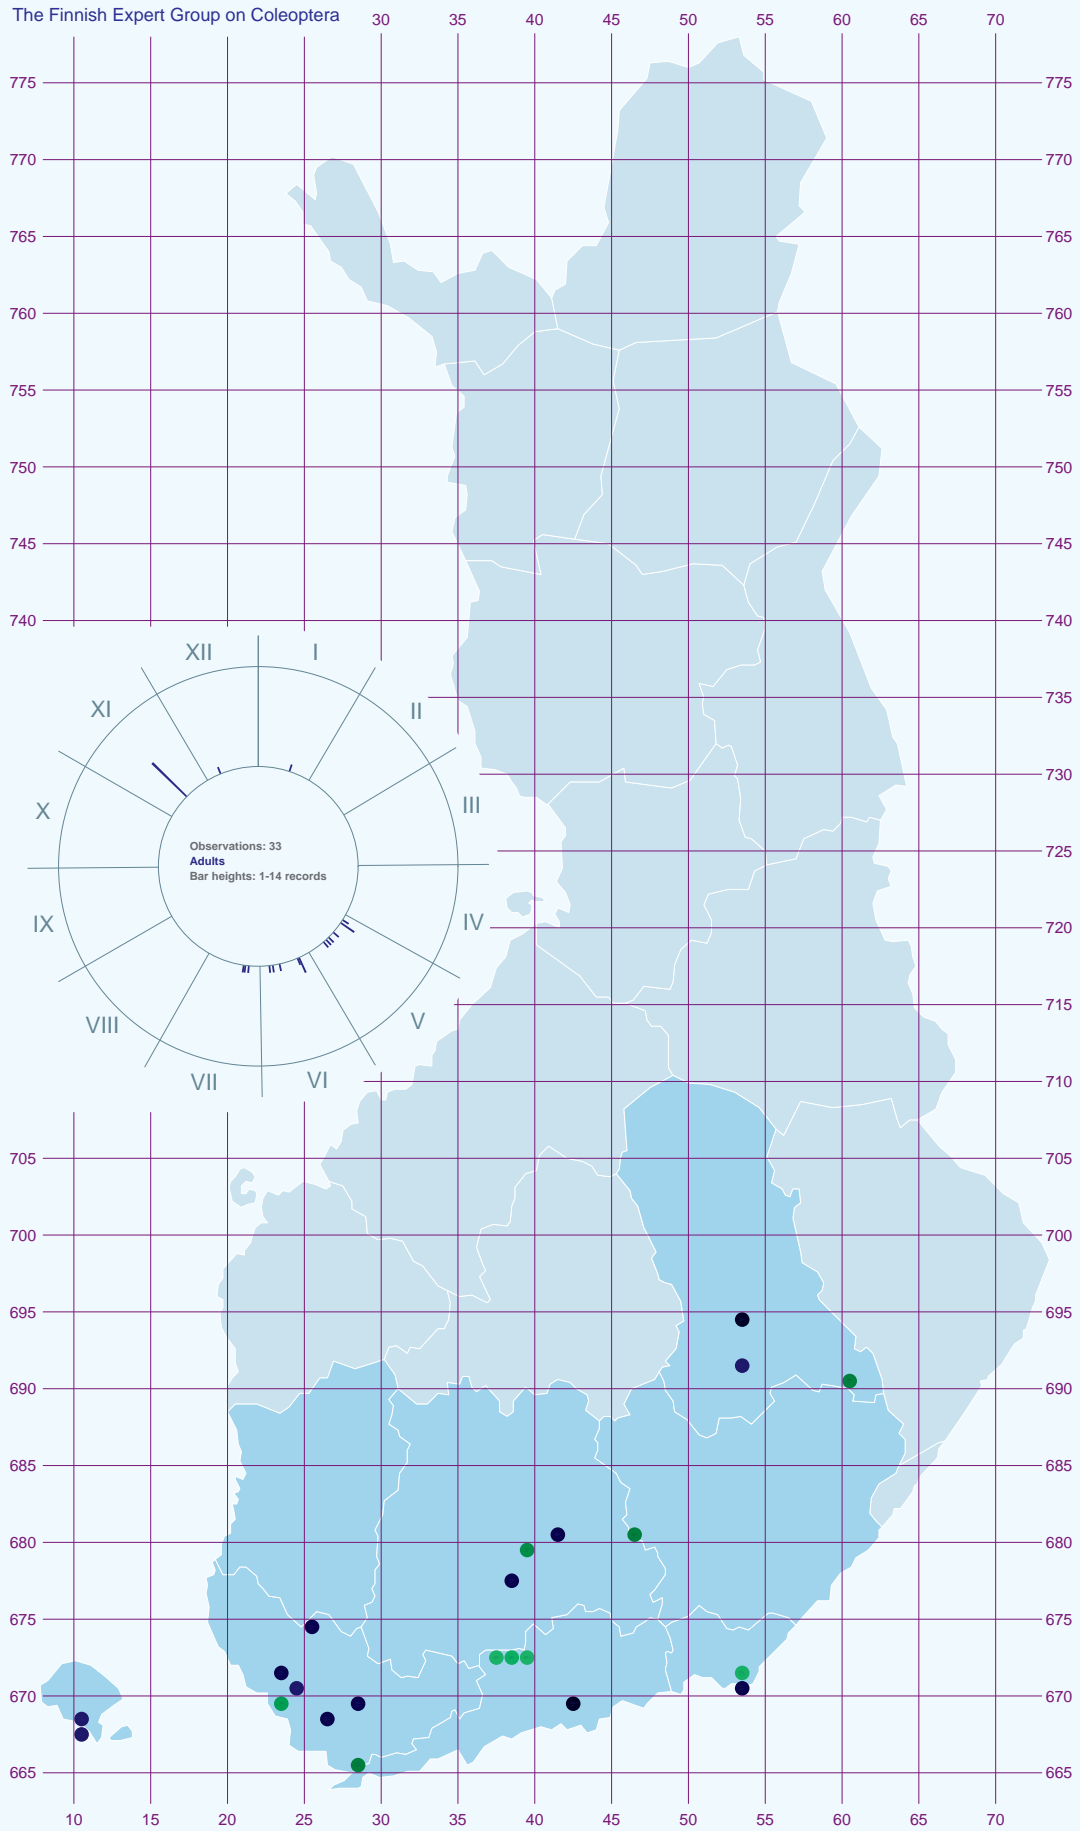 The Finnish Expert Group on Coleoptera
30 35 40 45 50 55 60 65 70
775 775
770 770
765 765
760 760
755 755
750 750
745 745
740 740
XII I
XI II
735
730
X III
Observations: 33
Adults
Bar heights: 1-14 records
725
IX IV
720
VIII V
715
VII VI
710
705 705
700 700
695 695
690 690
685 685
680 680
675 675
670 670
665 665
10 15 20 25 30 35 40 45 50 55 60 65 70